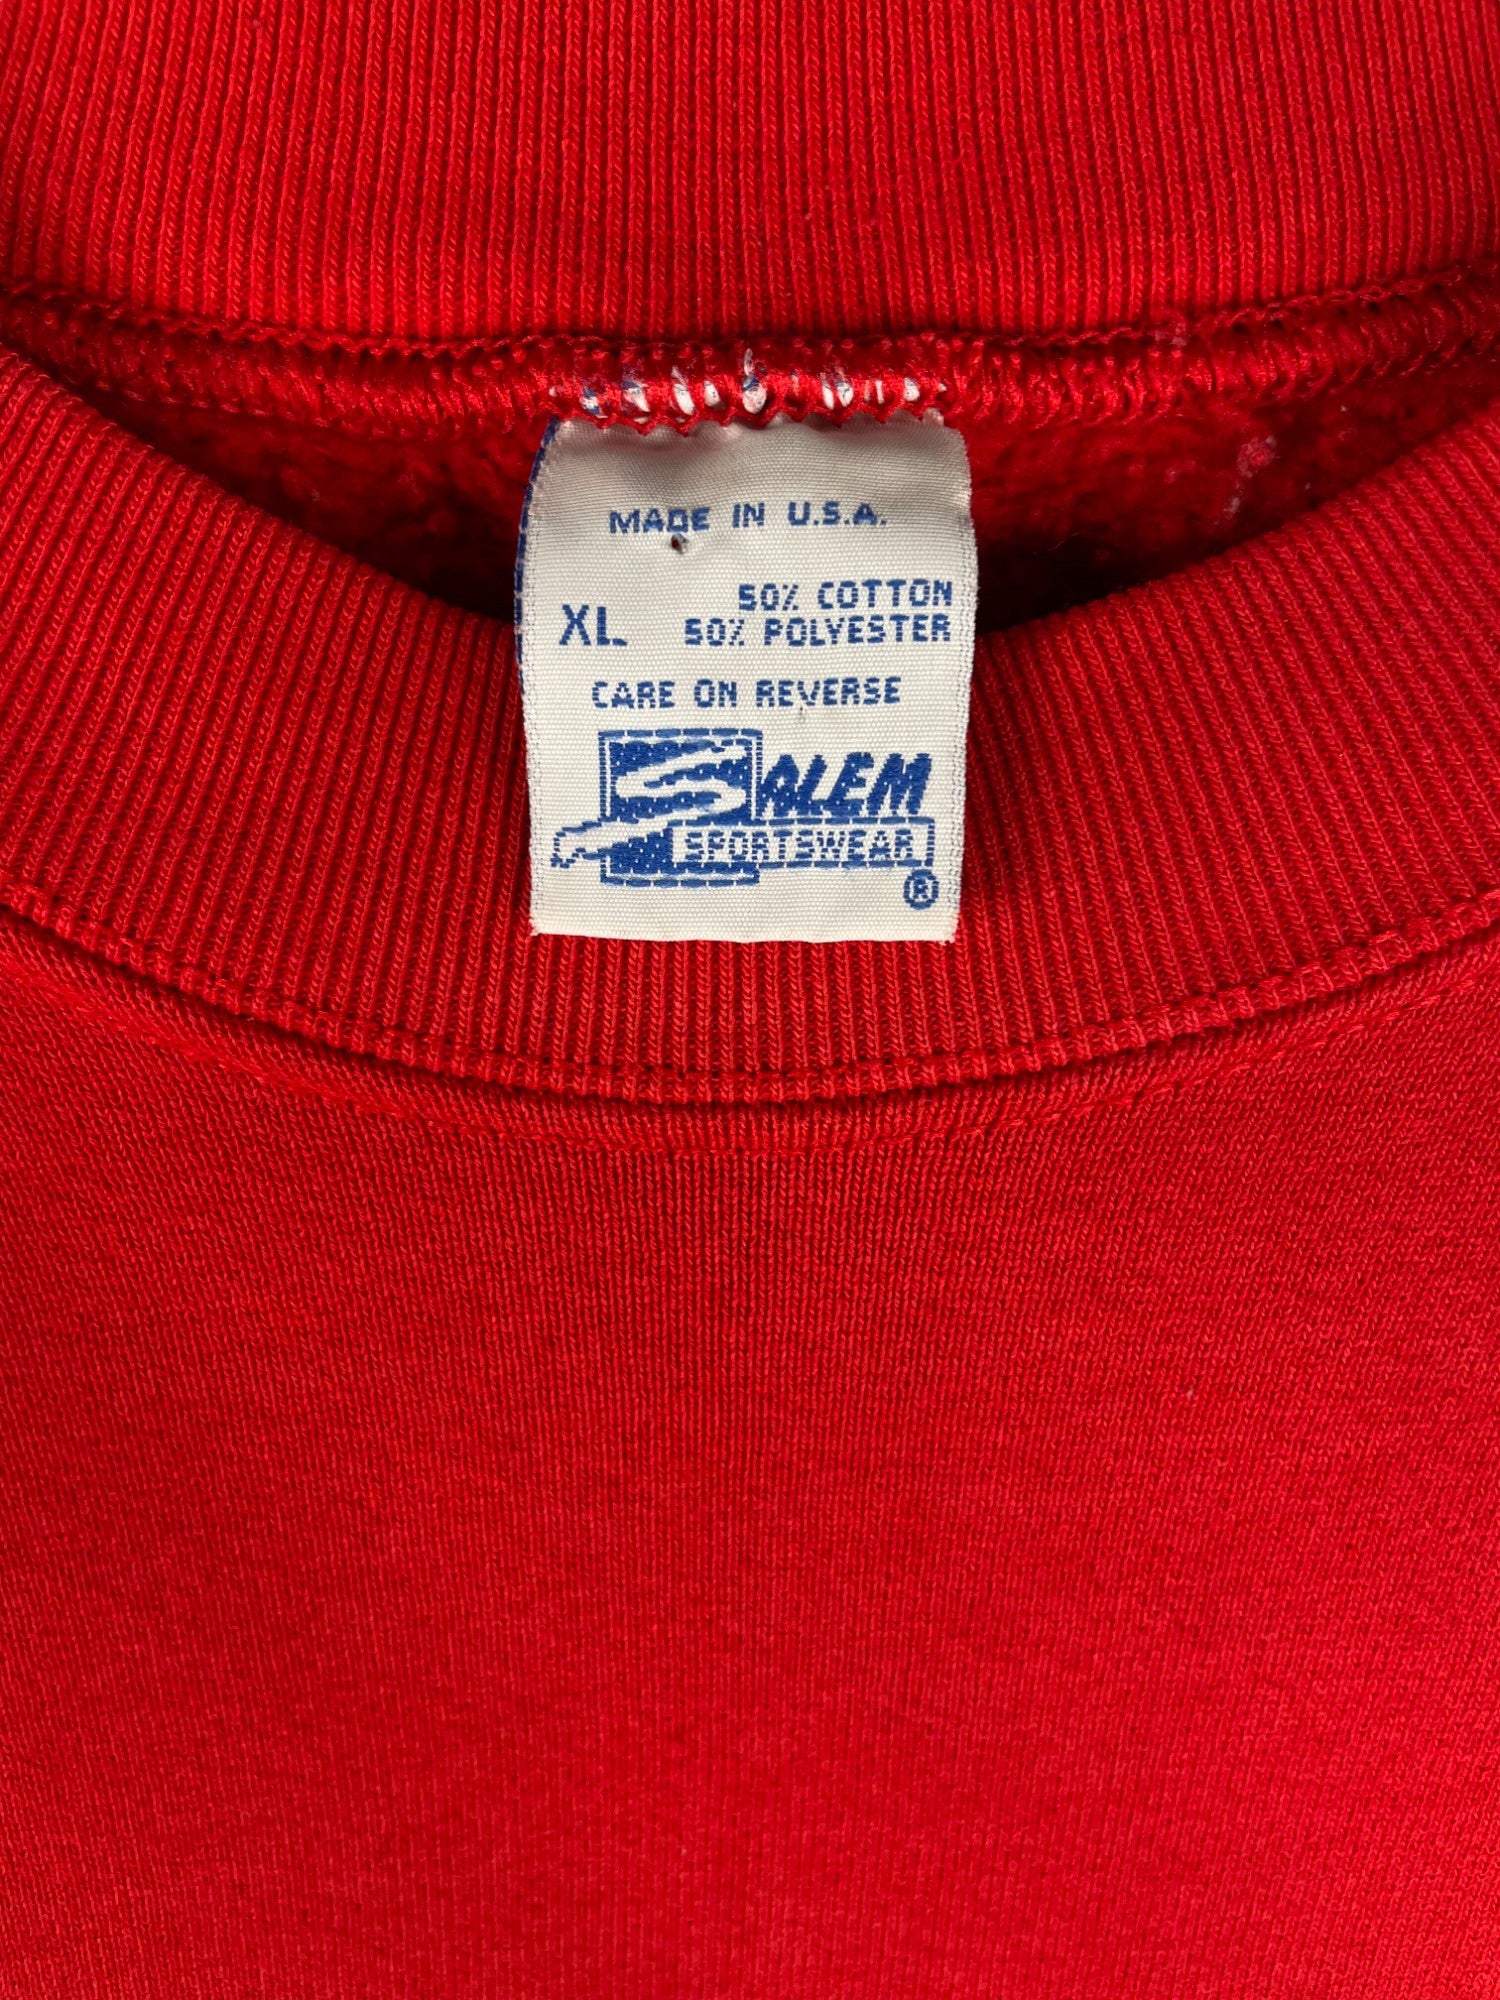 MADE IN U.S.A.
XL
50% COTTON
50% POLYESTER
CARE ON REVERSE
SALEM
SPORTSWEAR
®